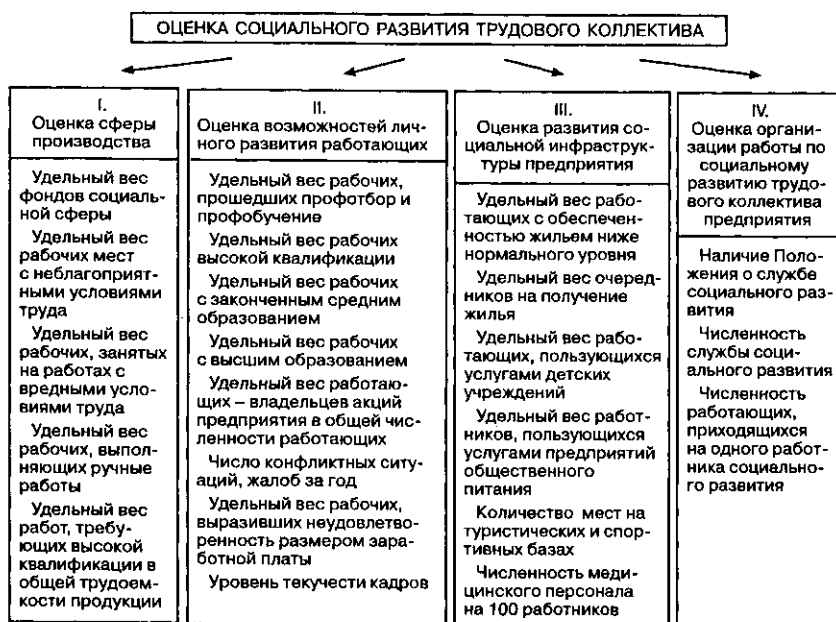 ОЦЕНКА СОЦИАЛЬНОГО РАЗВИТИЯ ТРУДОВОГО КОЛЛЕКТИВА
I.
Оценка сферы
производства
Удельный вес
фондов социаль-
ной сферы
Удельный вес
рабочих мест
с неблагоприят-
ными условиями
труда
Удельный вес
рабочих, занятых
на работах с
вредными усло-
виями труда
Удельный вес
рабочих, выпол-
няющих ручные
работы
Удельный вес
работ, требу-
ющих высокой
квалификации в
общей трудоем-
кости продукции
II.
Оценка возможностей лич-
ного развития работающих
Удельный вес рабочих,
прошедших профотбор и
профобучение
Удельный вес рабочих
высокой квалификации
Удельный вес рабочих
с законченным средним
образованием
Удельный вес рабочих
с высшим образованием
Удельный вес работаю-
щих – владельцев акций
предприятия в общей чис-
ленности работающих
Число конфликтных ситу-
аций, жалоб за год
Удельный вес рабочих,
выразивших неудовлетво-
ренность размером зара-
ботной платы
Уровень текучести кадров
III.
Оценка развития со-
циальной инфраструк-
туры предприятия
Удельный вес рабо-
тающих с обеспечен-
ностью жильем ниже
нормального уровня
Удельный вес очеред-
ников на получение
жилья
Удельный вес рабо-
тающих, пользующихся
услугами детских
учреждений
Удельный вес работ-
ников, пользующихся
услугами предприятий
общественного
питания
Количество мест на
туристических и спор-
тивных базах
Численность меди-
цинского персонала
на 100 работников
IV.
Оценка органи-
зации работы по
социальному
развитию трудо-
вого коллектива
предприятия
Наличие Поло-
жения о службе
социального раз-
вития
Численность
службы соци-
ального развития
Численность
работающих,
приходящихся
на одного работ-
ника социально-
го развития